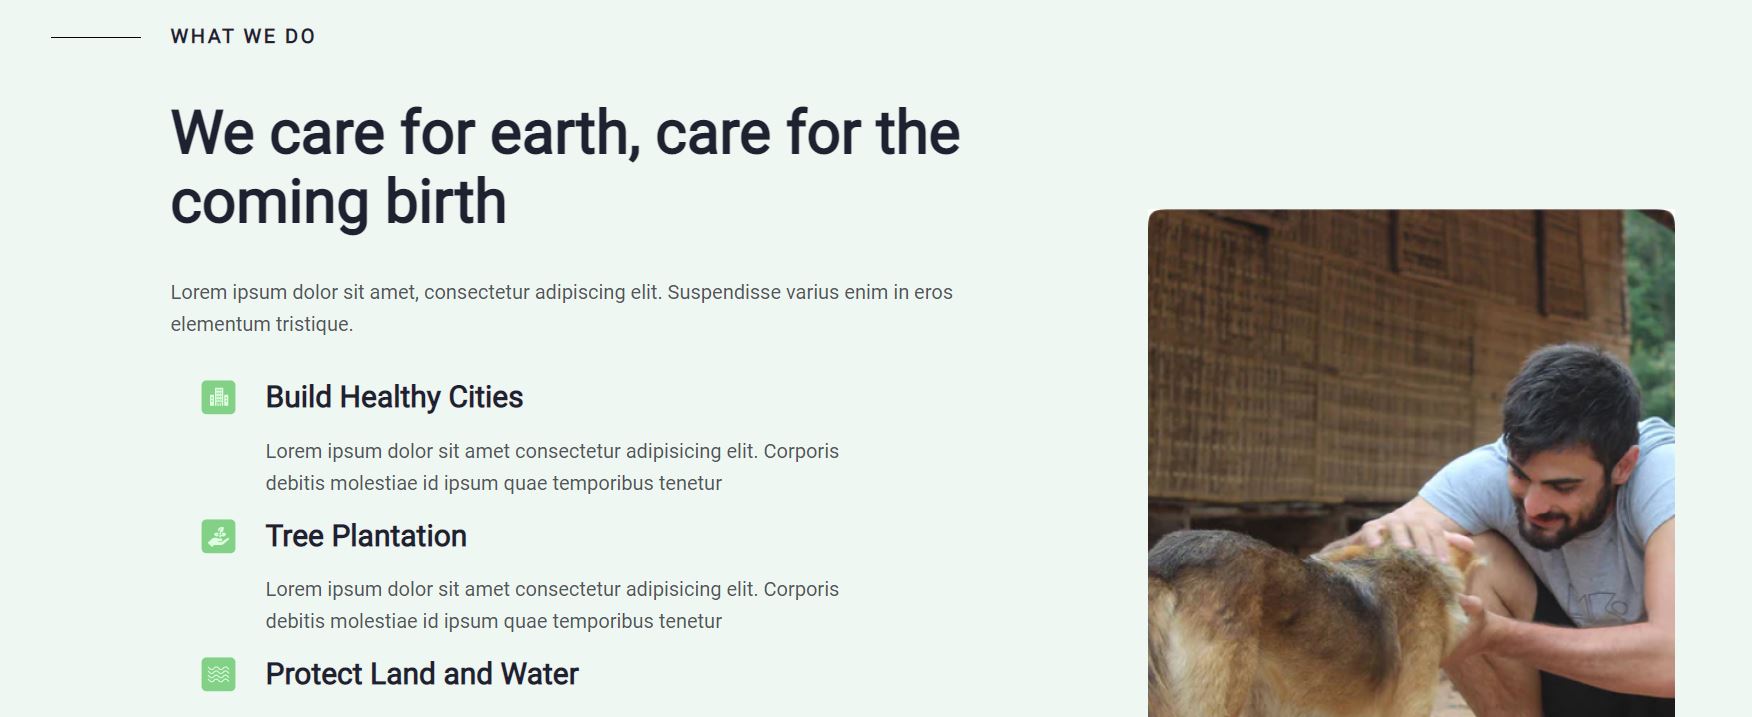 WHAT WE DO
We care for earth, care for the
coming birth
Lorem ipsum dolor sit amet, consectetur adipiscing elit. Suspendisse varius enim in eros
elementum tristique.
Build Healthy Cities
Lorem ipsum dolor sit amet consectetur adipisicing elit. Corporis
debitis molestiae id ipsum quae temporibus tenetur
Tree Plantation
Lorem ipsum dolor sit amet consectetur adipisicing elit. Corporis
debitis molestiae id ipsum quae temporibus tenetur
Protect Land and Water